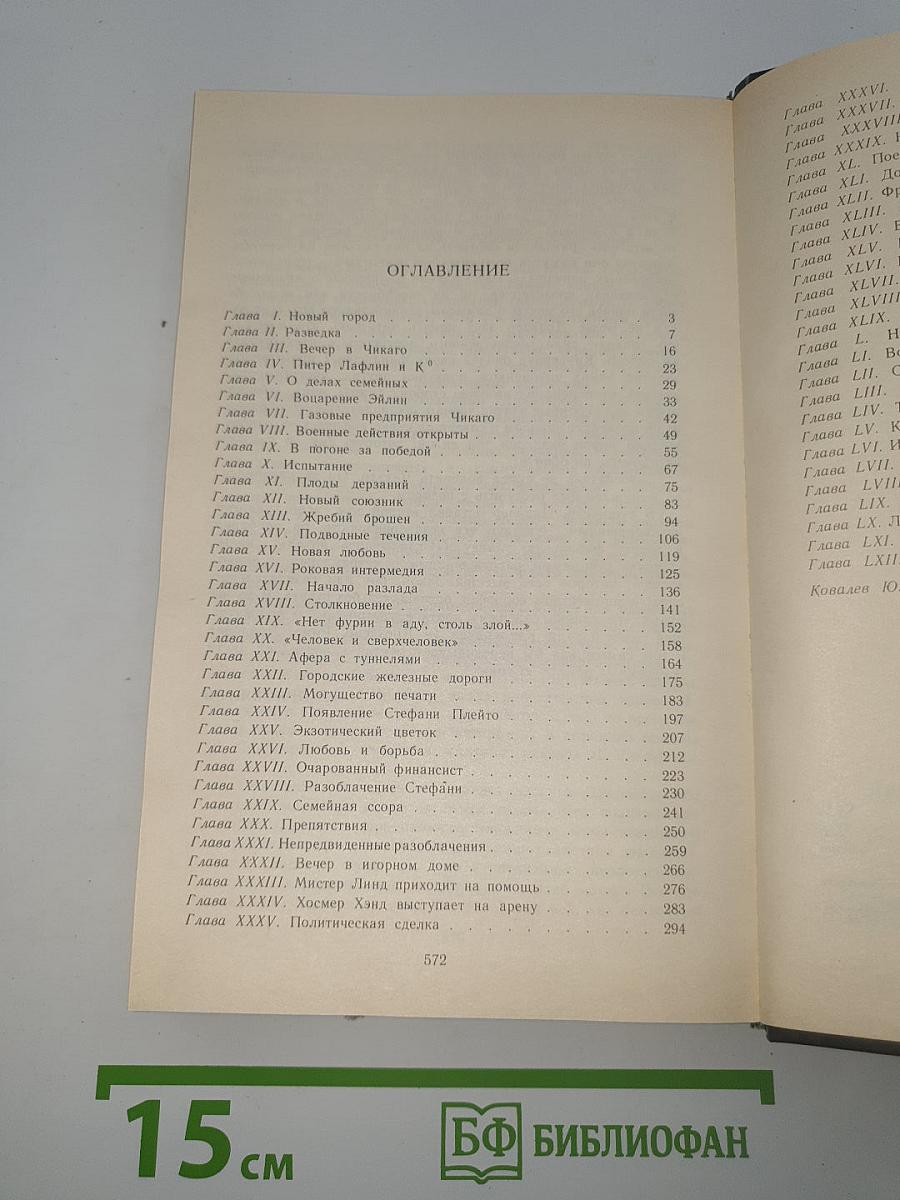 ОГЛАВЛЕНИЕ
Глава I. Новый город . . . . . . . . . . . . . . 3
Глава II. Разведка . . . . . . . . . . . . . . . 7
Глава III. Вечер в Чикаго . . . . . . . . . . . . 16
Глава IV. Питер Лафлин и К⁰ . . . . . . . . . . . 23
Глава V. О делах семейных . . . . . . . . . . . . 29
Глава VI. Воцарение Эйлин . . . . . . . . . . . . 33
Глава VII. Газовые предприятия Чикаго . . . . . . . 42
Глава VIII. Военные действия открыты . . . . . . . . 49
Глава IX. В погоне за победой . . . . . . . . . . . 55
Глава X. Испытание . . . . . . . . . . . . . . . 67
Глава XI. Плоды дерзаний . . . . . . . . . . . . . 75
Глава XII. Новый союзник . . . . . . . . . . . . . 83
Глава XIII. Жребий брошен . . . . . . . . . . . . . 94
Глава XIV. Подводные течения . . . . . . . . . . . 106
Глава XV. Новая любовь . . . . . . . . . . . . . 119
Глава XVI. Роковая интермедия . . . . . . . . . . . 125
Глава XVII. Начало разлада . . . . . . . . . . . . 136
Глава XVIII. Столкновение . . . . . . . . . . . . . 141
Глава XIX. «Нет фурии в аду, столь злой...» . . . . . . 152
Глава XX. «Человек и сверхчеловек» . . . . . . . . . 158
Глава XXI. Афера с туннелями . . . . . . . . . . . 164
Глава XXII. Городские железные дороги . . . . . . . . 175
Глава XXIII. Могущество печати . . . . . . . . . . . 183
Глава XXIV. Появление Стефани Плейто . . . . . . . . 197
Глава XXV. Экзотический цветок . . . . . . . . . . . 207
Глава XXVI. Любовь и борьба . . . . . . . . . . . . 212
Глава XXVII. Очарованный финансист . . . . . . . . . 223
Глава XXVIII. Разоблачение Стефани . . . . . . . . . 230
Глава XXIX. Семейная ссора . . . . . . . . . . . . 241
Глава XXX. Препятствия . . . . . . . . . . . . . . 250
Глава XXXI. Непредвиденные разоблачения . . . . . . . . 259
Глава XXXII. Вечер в игорном доме . . . . . . . . . . 266
Глава XXXIII. Мистер Линд приходит на помощь . . . . . 276
Глава XXXIV. Хосмер Хэнд выступает на арену . . . . . . 283
Глава XXXV. Политическая сделка . . . . . . . . . . 294
572
Глава XXXVI.
Глава XXXVII.
Глава XXXVIII
Глава XXXIX.
Глава XL.
Глава XLI.
Глава XLII.
Глава XLIII.
Глава XLIV.
Глава XLV.
Глава XLVI.
Глава XLVII.
Глава XLVIII
Глава XLIX.
Глава L.
Глава LI.
Глава LII.
Глава LIII.
Глава LIV.
Глава LV.
Глава LVI.
Глава LVII.
Глава LVIII
Глава LIX.
Глава LX.
Глава LXI.
Глава LXII.
Ковалев Ю.
15 см
БФ БИБЛИОФАН